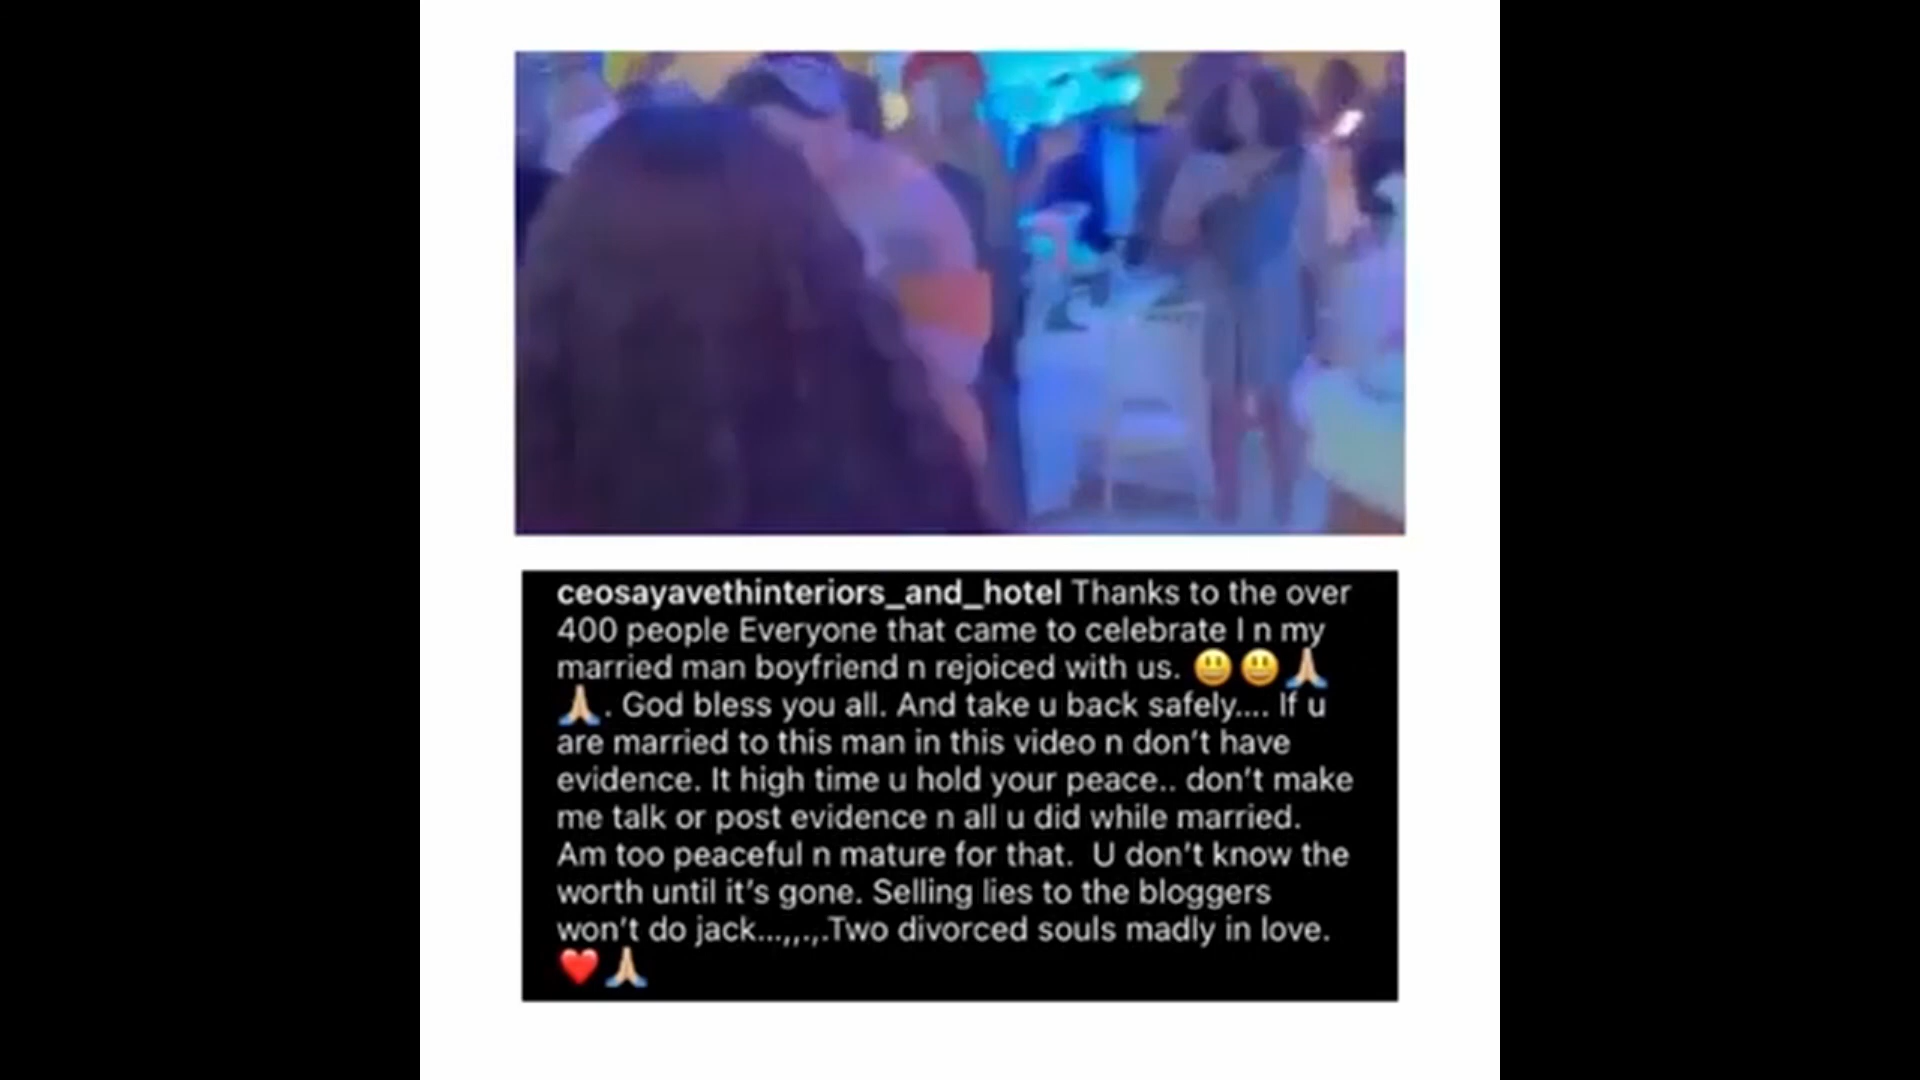 ceosayavethinteriors_and_hotel Thanks to the over
400 people Everyone that came to celebrate I n my
married man boyfriend n rejoiced with us. 😃😃🙏🏼
🙏🏼. God bless you all. And take u back safely.... If u
are married to this man in this video n don’t have
evidence. It high time u hold your peace.. don’t make
me talk or post evidence n all u did while married.
Am too peaceful n mature for that.  U don’t know the
worth until it’s gone. Selling lies to the bloggers
won’t do jack...,,.,.Two divorced souls madly in love.
❤️🙏🏼